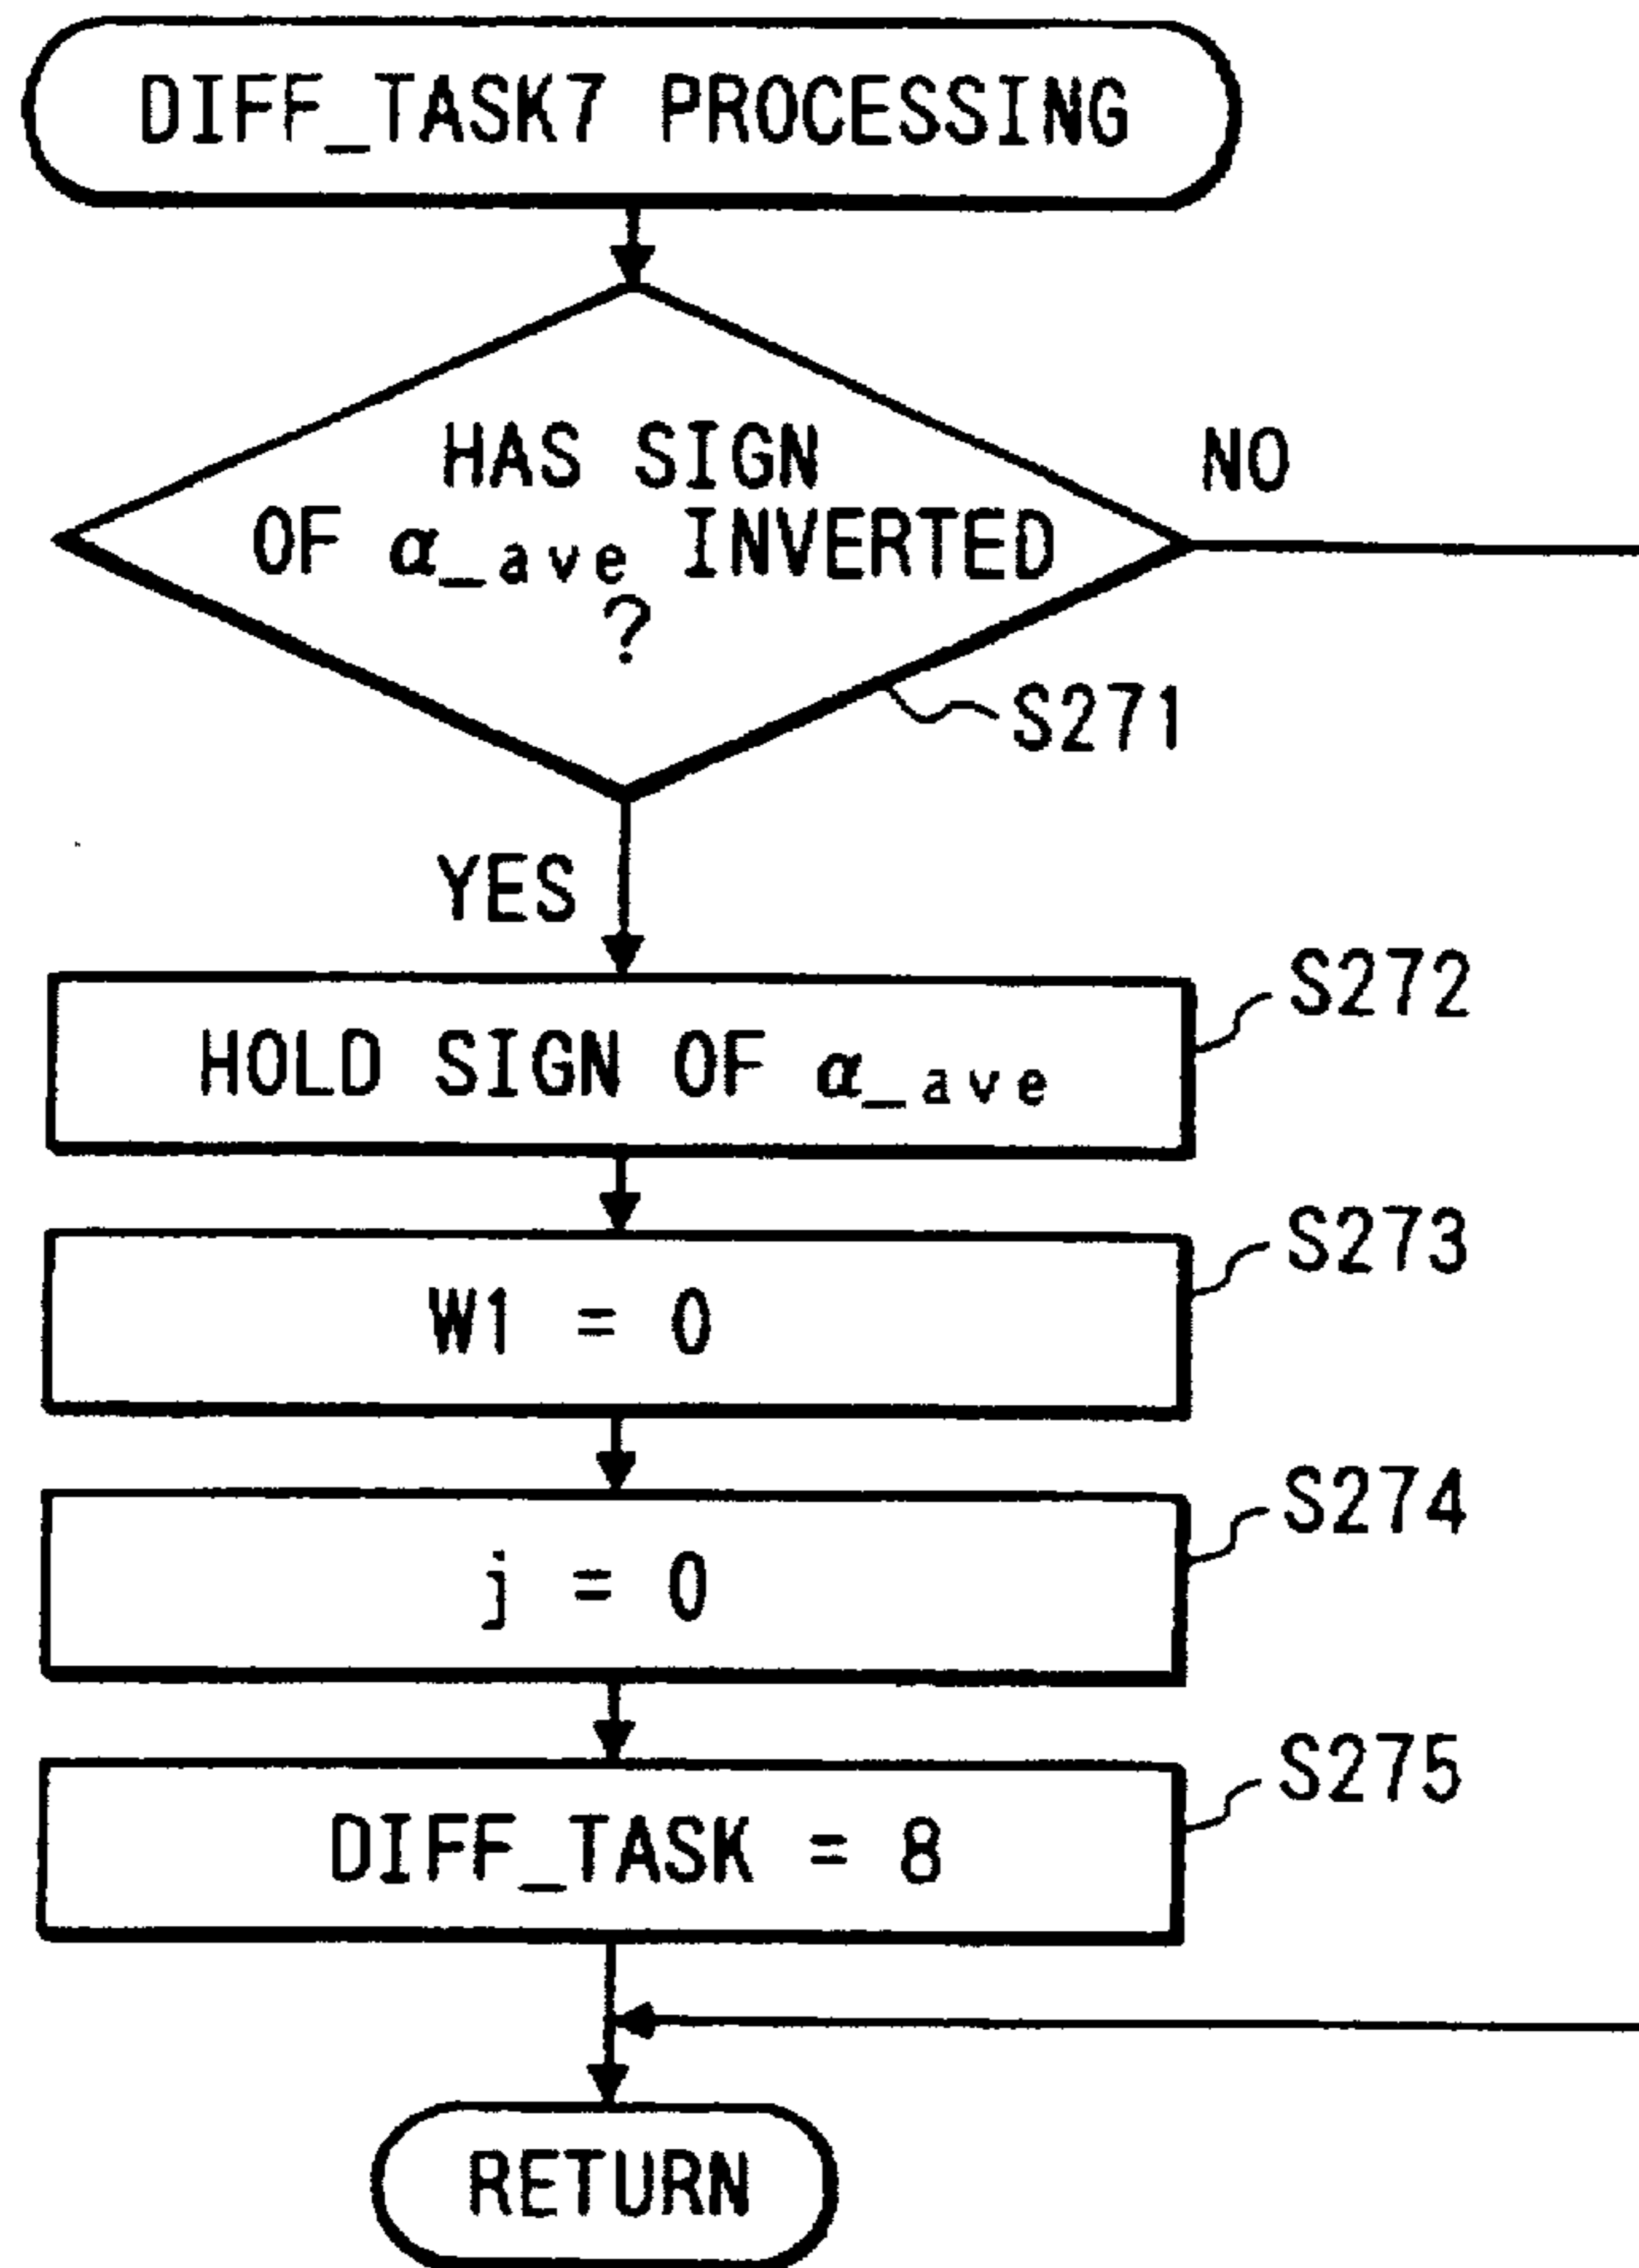 DIFF_TASK7 PROCESSING
HAS SIGN
OF α_ave INVERTED
?
NO
S271
YES
S272
HOLD SIGN OF α_ave
S273
W1 = 0
S274
j = 0
S275
DIFF_TASK = 8
RETURN